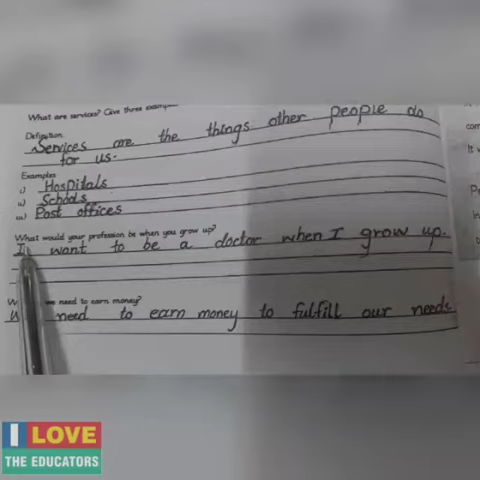 What are services? Give three examples
Definition
Services are the things other people do
for us.
Examples
i) Hospitals
ii) Schools
iii) Post offices
What would your profession be when you grow up?
I want to be a doctor when I grow up.
we need to earn money?
need to earn money to fulfill our needs
I LOVE
THE EDUCATORS